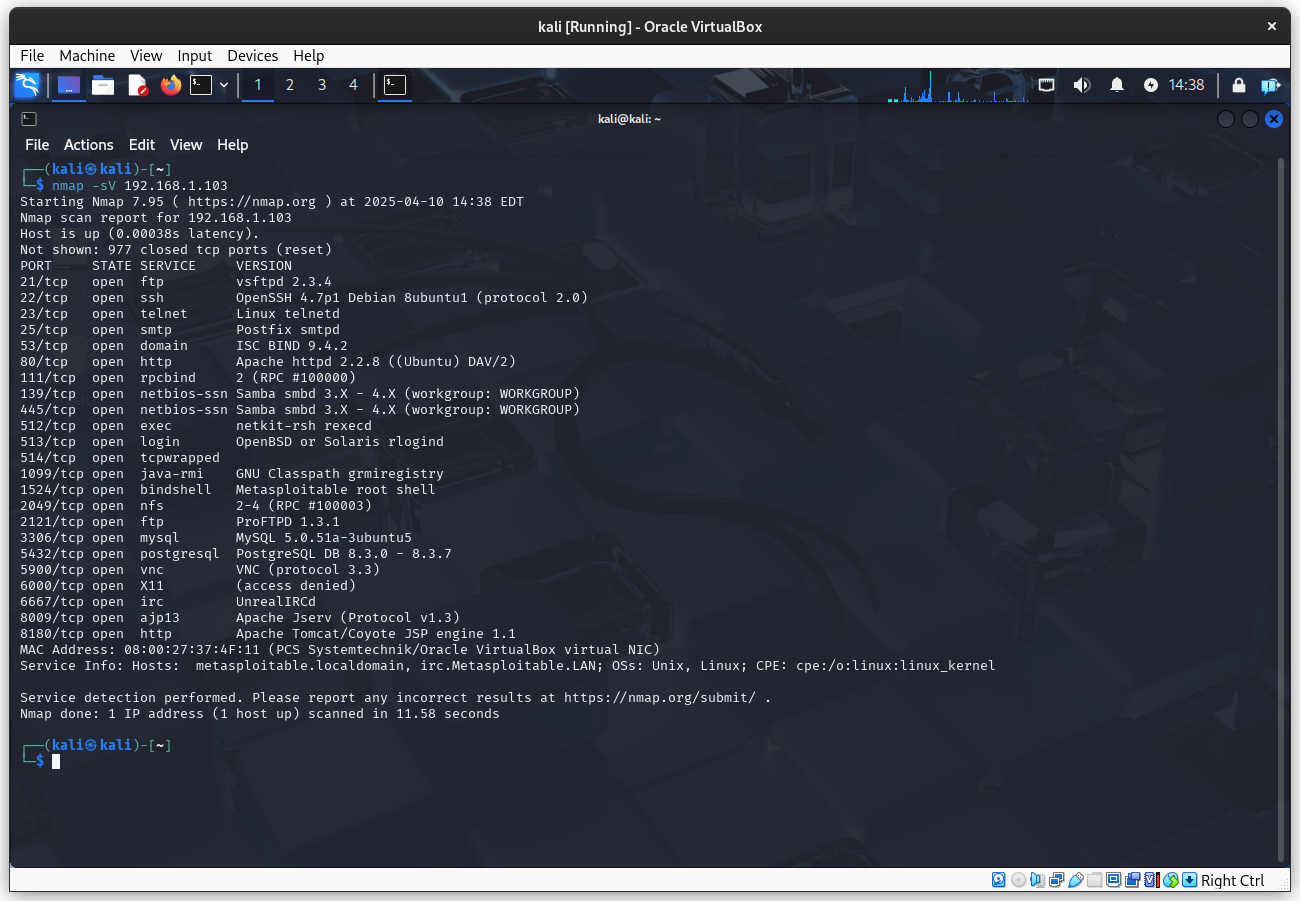 kali [Running] - Oracle VirtualBox
File Machine View Input Devices Help
1 2 3 4 14:38
kali@kali: ~
File Actions Edit View Help
┌──(kali㉿kali)-[~]
└─$ nmap -sV 192.168.1.103
Starting Nmap 7.95 ( https://nmap.org ) at 2025-04-10 14:38 EDT
Nmap scan report for 192.168.1.103
Host is up (0.00038s latency).
Not shown: 977 closed tcp ports (reset)
PORT     STATE SERVICE     VERSION
21/tcp   open  ftp         vsftpd 2.3.4
22/tcp   open  ssh         OpenSSH 4.7p1 Debian 8ubuntu1 (protocol 2.0)
23/tcp   open  telnet      Linux telnetd
25/tcp   open  smtp        Postfix smtpd
53/tcp   open  domain      ISC BIND 9.4.2
80/tcp   open  http        Apache httpd 2.2.8 ((Ubuntu) DAV/2)
111/tcp  open  rpcbind     2 (RPC #100000)
139/tcp  open  netbios-ssn Samba smbd 3.X - 4.X (workgroup: WORKGROUP)
445/tcp  open  netbios-ssn Samba smbd 3.X - 4.X (workgroup: WORKGROUP)
512/tcp  open  exec        netkit-rsh rexecd
513/tcp  open  login       OpenBSD or Solaris rlogind
514/tcp  open  tcpwrapped
1099/tcp open  java-rmi    GNU Classpath grmiregistry
1524/tcp open  bindshell   Metasploitable root shell
2049/tcp open  nfs         2-4 (RPC #100003)
2121/tcp open  ftp         ProFTPD 1.3.1
3306/tcp open  mysql       MySQL 5.0.51a-3ubuntu5
5432/tcp open  postgresql  PostgreSQL DB 8.3.0 - 8.3.7
5900/tcp open  vnc         VNC (protocol 3.3)
6000/tcp open  X11         (access denied)
6667/tcp open  irc         UnrealIRCd
8009/tcp open  ajp13       Apache Jserv (Protocol v1.3)
8180/tcp open  http        Apache Tomcat/Coyote JSP engine 1.1
MAC Address: 08:00:27:37:4F:11 (PCS Systemtechnik/Oracle VirtualBox virtual NIC)
Service Info: Hosts:  metasploitable.localdomain, irc.Metasploitable.LAN; OSs: Unix, Linux; CPE: cpe:/o:linux:linux_kernel
Service detection performed. Please report any incorrect results at https://nmap.org/submit/ .
Nmap done: 1 IP address (1 host up) scanned in 11.58 seconds
┌──(kali㉿kali)-[~]
└─$
Right Ctrl